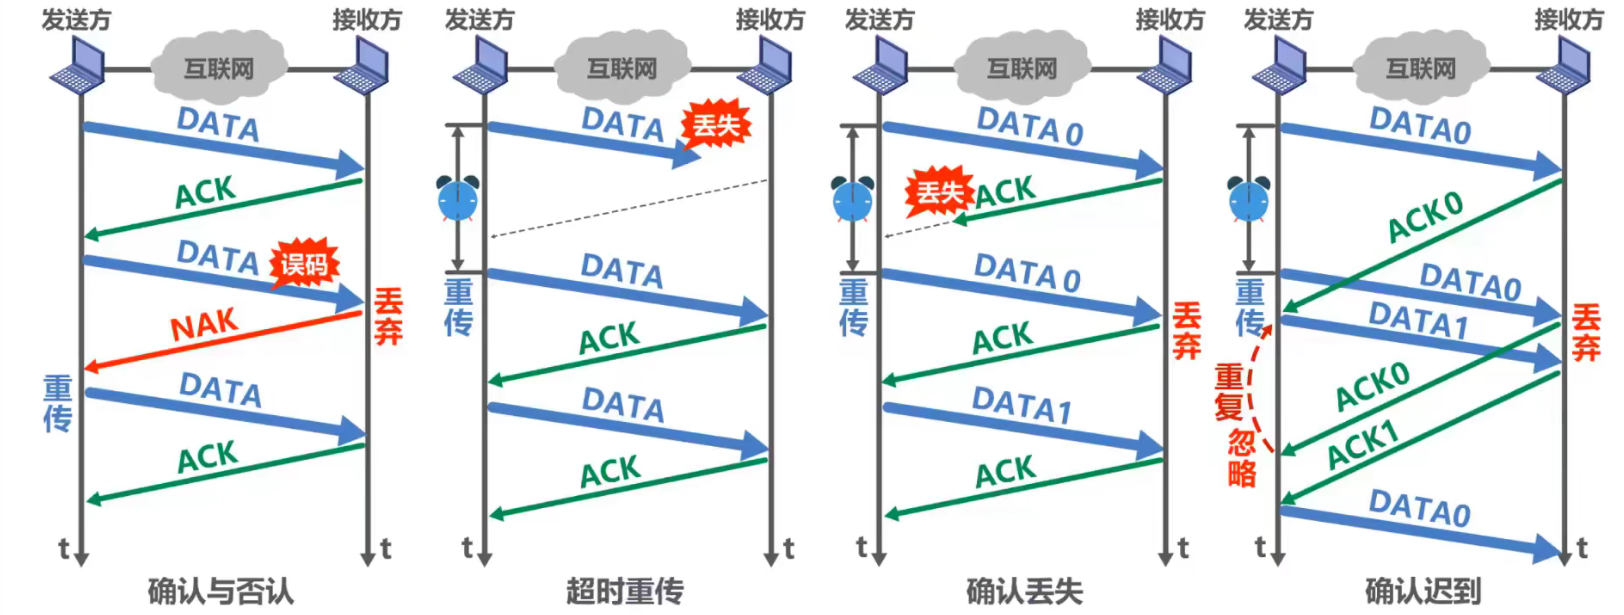 发送方
接收方
互联网
DATA
ACK
DATA
误码
NAK
丢弃
重传
DATA
ACK
t
t
确认与否认
发送方
接收方
互联网
DATA
丢失
重传
DATA
ACK
DATA
ACK
t
t
超时重传
发送方
接收方
互联网
DATA 0
丢失
ACK
重传
DATA 0
丢弃
ACK
DATA1
ACK
t
t
确认丢失
发送方
接收方
互联网
DATA0
ACK0
重传
DATA0
DATA1
丢弃
重复
忽略
ACK0
ACK1
DATA0
t
t
确认迟到